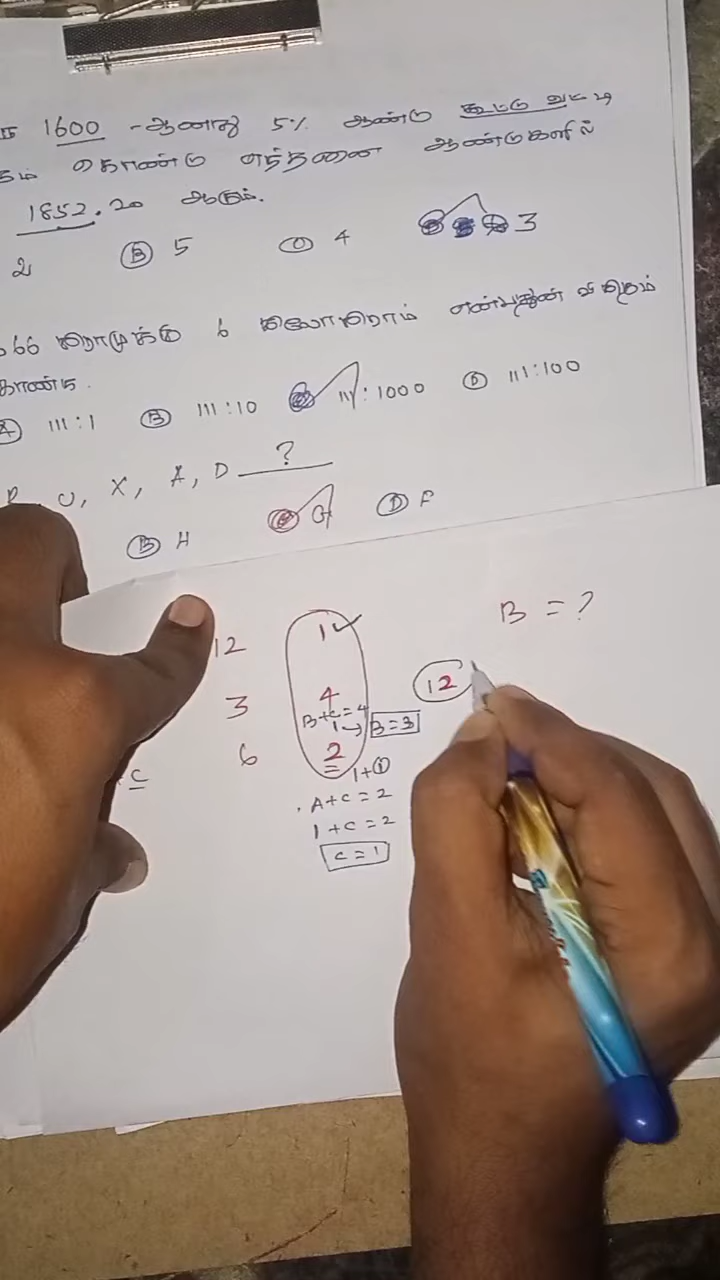 1600 -ஆனது 5% ஆண்டு கூட்டு வட்டி
கொண்டு எத்தனை ஆண்டுகளில்
1852.20 ஆகும்.
2 B 5 C 4 3
66 கிராமுக்கும் 6 கிலோகிராம் என்பதன் விகிதம்
காண்க.
A 111:1 B 111:10 111:1000 D 111:100
R, U, X, A, D ?
B H G D F
12 1 B = ?
3 4 12
B+C=4
1 → B=3
6 2
1+1
C A+C=2
1+C=2
C=1